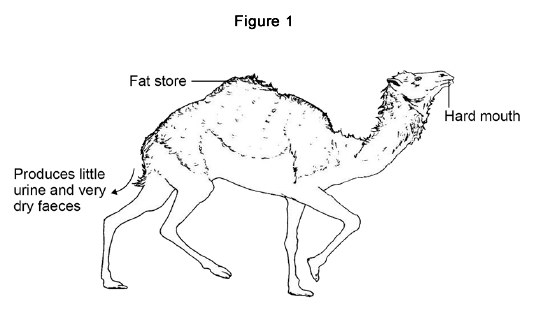 Figure 1
Fat store
Hard mouth
Produces little
urine and very
dry faeces